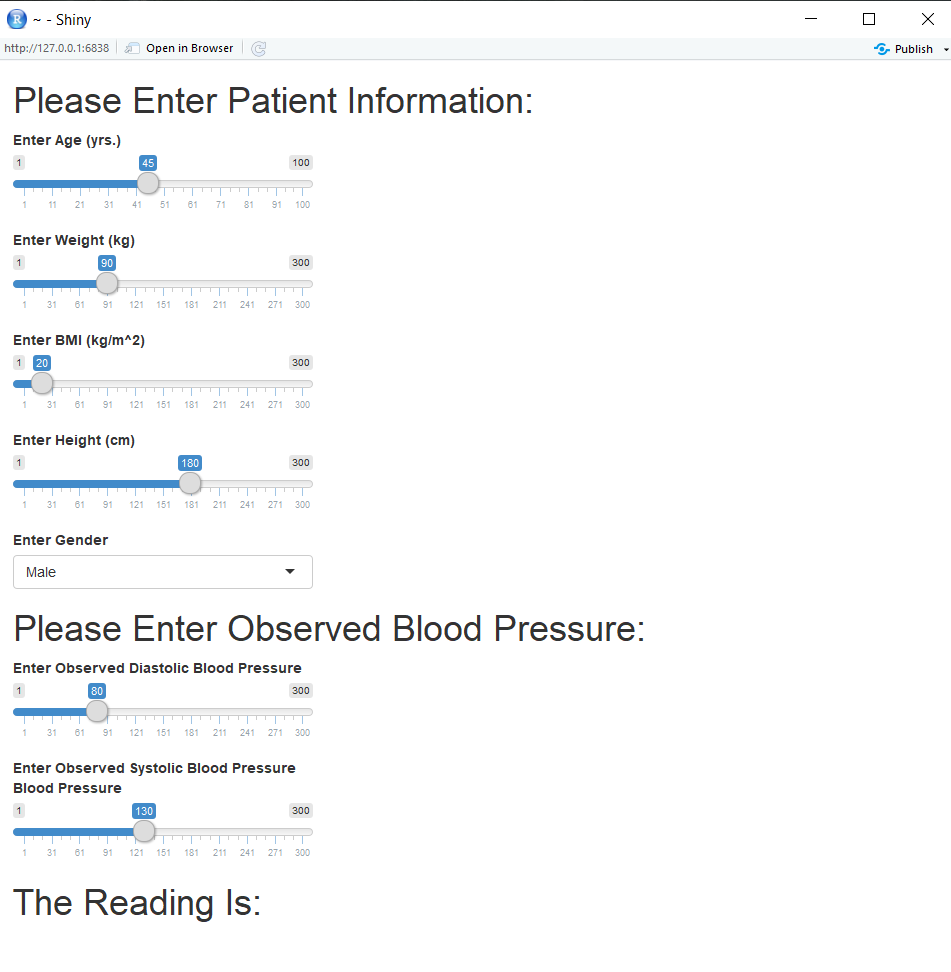 R ~ - Shiny
http://127.0.0.1:6838 Open in Browser Publish
Please Enter Patient Information:
Enter Age (yrs.)
1 45 100
1 11 21 31 41 51 61 71 81 91 100
Enter Weight (kg)
1 90 300
1 31 61 91 121 151 181 211 241 271 300
Enter BMI (kg/m^2)
1 20 300
1 31 61 91 121 151 181 211 241 271 300
Enter Height (cm)
1 180 300
1 31 61 91 121 151 181 211 241 271 300
Enter Gender
Male
Please Enter Observed Blood Pressure:
Enter Observed Diastolic Blood Pressure
1 80 300
1 31 61 91 121 151 181 211 241 271 300
Enter Observed Systolic Blood Pressure
Blood Pressure
1 130 300
1 31 61 91 121 151 181 211 241 271 300
The Reading Is: